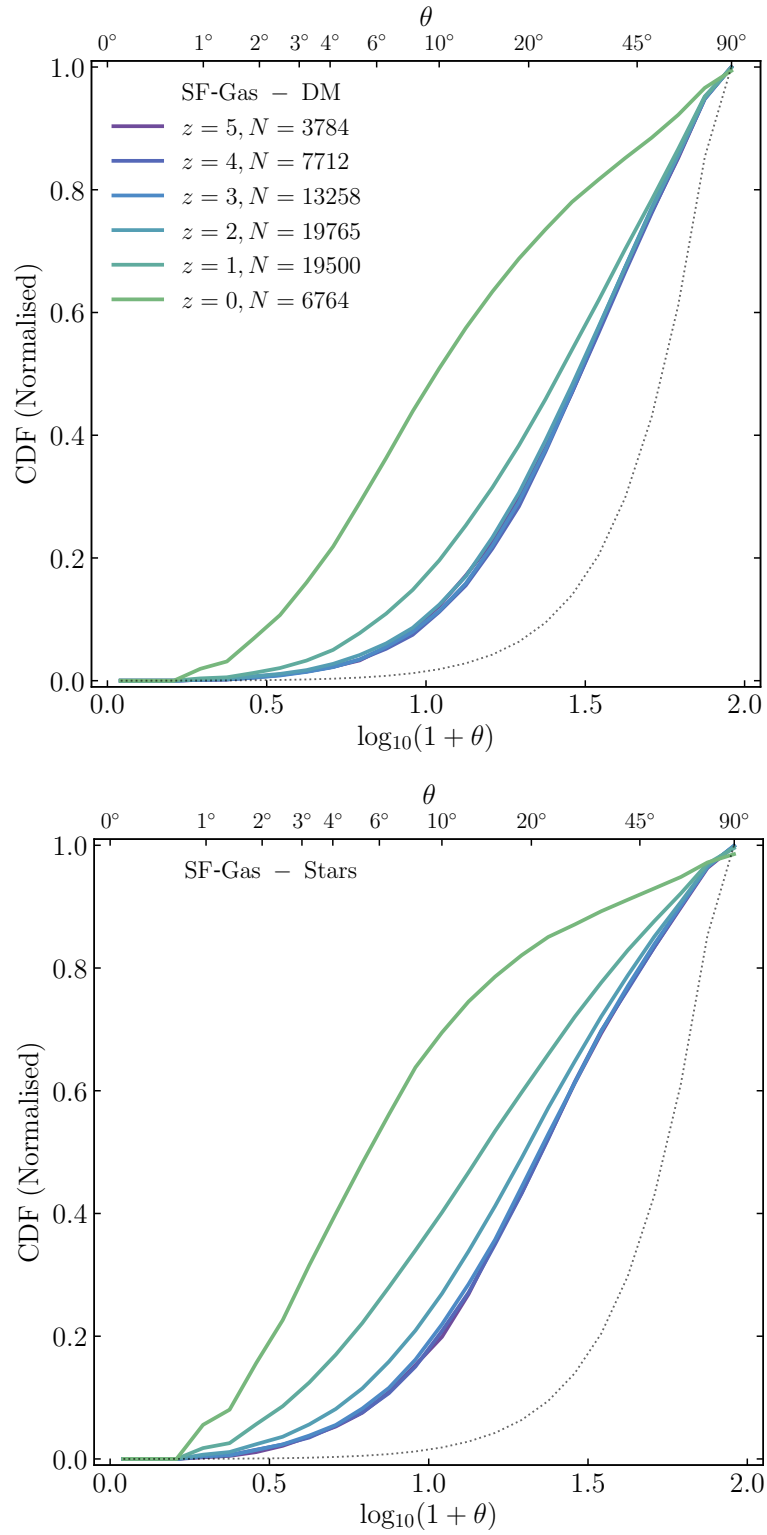 θ
0° 1° 2° 3° 4° 6° 10° 20° 45° 90°
SF-Gas − DM
z = 5, N = 3784
z = 4, N = 7712
z = 3, N = 13258
z = 2, N = 19765
z = 1, N = 19500
z = 0, N = 6764
1.0
0.8
0.6
0.4
0.2
0.0
CDF (Normalised)
0.0 0.5 1.0 1.5 2.0
log₁₀(1 + θ)
θ
0° 1° 2° 3° 4° 6° 10° 20° 45° 90°
SF-Gas − Stars
1.0
0.8
0.6
0.4
0.2
0.0
CDF (Normalised)
0.0 0.5 1.0 1.5 2.0
log₁₀(1 + θ)